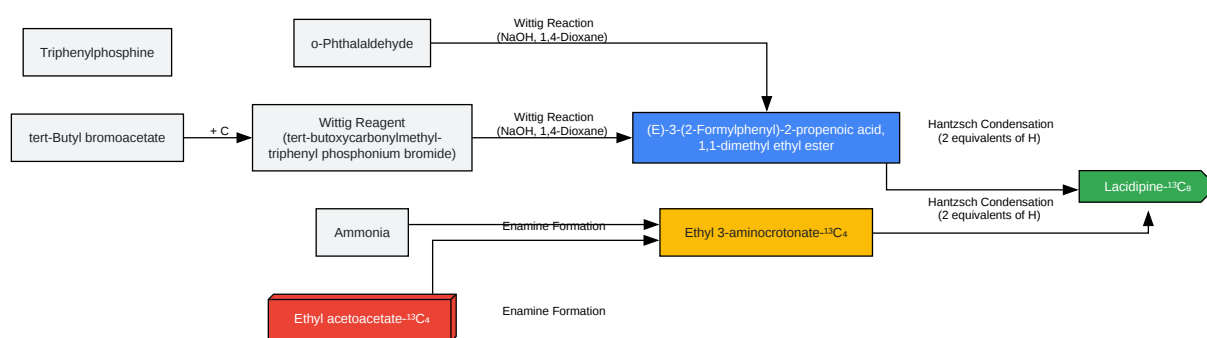 Triphenylphosphine
o-Phthalaldehyde
Wittig Reaction
(NaOH, 1,4-Dioxane)
tert-Butyl bromoacetate
+ C
Wittig Reagent
(tert-butoxycarbonylmethyl-
triphenyl phosphonium bromide)
Wittig Reaction
(NaOH, 1,4-Dioxane)
(E)-3-(2-Formylphenyl)-2-propenoic acid,
1,1-dimethyl ethyl ester
Hantzsch Condensation
(2 equivalents of H)
Lacidipine-¹³C₈
Hantzsch Condensation
(2 equivalents of H)
Ammonia
Enamine Formation
Ethyl 3-aminocrotonate-¹³C₄
Ethyl acetoacetate-¹³C₄
Enamine Formation